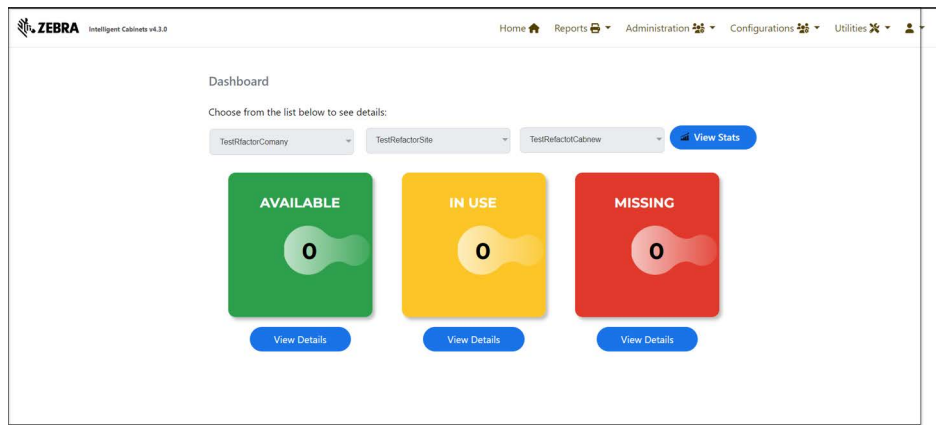 ZEBRA Intelligent Cabinets v4.3.0 Home Reports Administration Configurations Utilities
Dashboard
Choose from the list below to see details:
TestRfactorComany TestRefactorSite TestRefactotCabnew View Stats
AVAILABLE IN USE MISSING
0 0 0
View Details View Details View Details